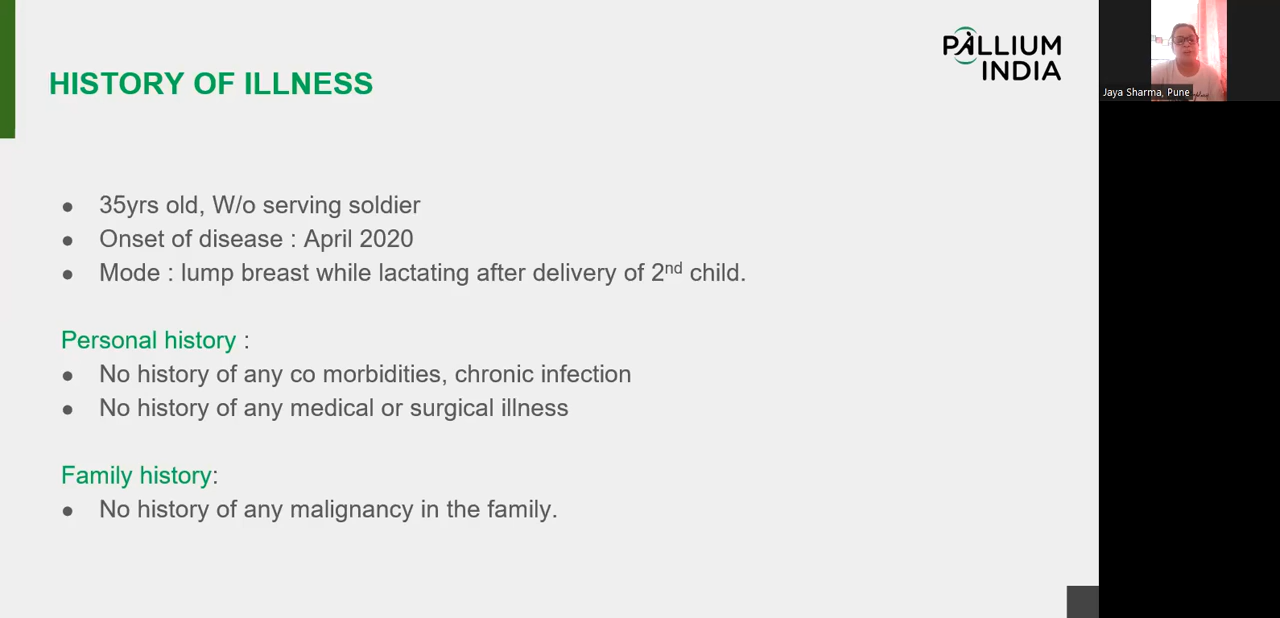 PALLIUM
INDIA
HISTORY OF ILLNESS
Jaya Sharma, Pune
● 35yrs old, W/o serving soldier
● Onset of disease : April 2020
● Mode : lump breast while lactating after delivery of 2nd child.
Personal history :
● No history of any co morbidities, chronic infection
● No history of any medical or surgical illness
Family history:
● No history of any malignancy in the family.